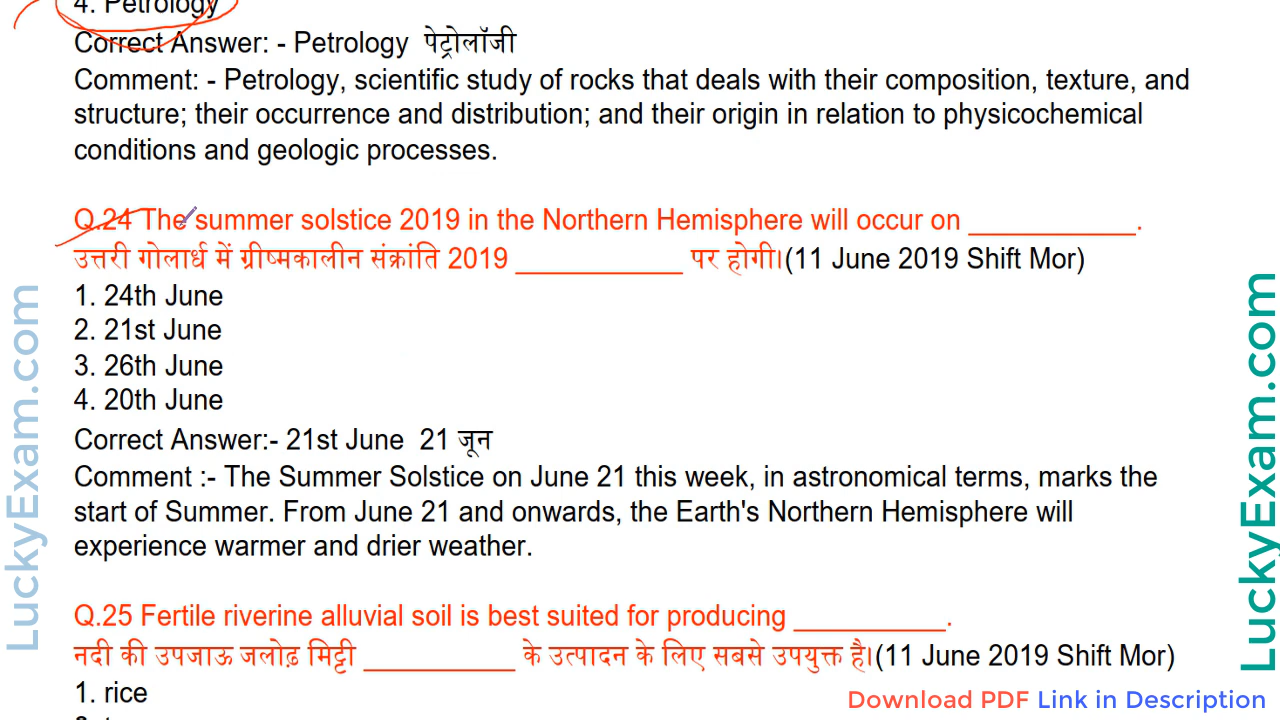 4. Petrology
Correct Answer: - Petrology पेट्रोलॉजी
Comment: - Petrology, scientific study of rocks that deals with their composition, texture, and
structure; their occurrence and distribution; and their origin in relation to physicochemical
conditions and geologic processes.
Q.24 The summer solstice 2019 in the Northern Hemisphere will occur on ___________.
उत्तरी गोलार्ध में ग्रीष्मकालीन संक्रांति 2019 ___________ पर होगी।(11 June 2019 Shift Mor)
1. 24th June
2. 21st June
3. 26th June
4. 20th June
Correct Answer:- 21st June 21 जून
Comment :- The Summer Solstice on June 21 this week, in astronomical terms, marks the
start of Summer. From June 21 and onwards, the Earth's Northern Hemisphere will
experience warmer and drier weather.
Q.25 Fertile riverine alluvial soil is best suited for producing __________.
नदी की उपजाऊ जलोढ़ मिट्टी __________ के उत्पादन के लिए सबसे उपयुक्त है।(11 June 2019 Shift Mor)
1. rice
Download PDF Link in Description
LuckyExam.com
LuckyExam.com